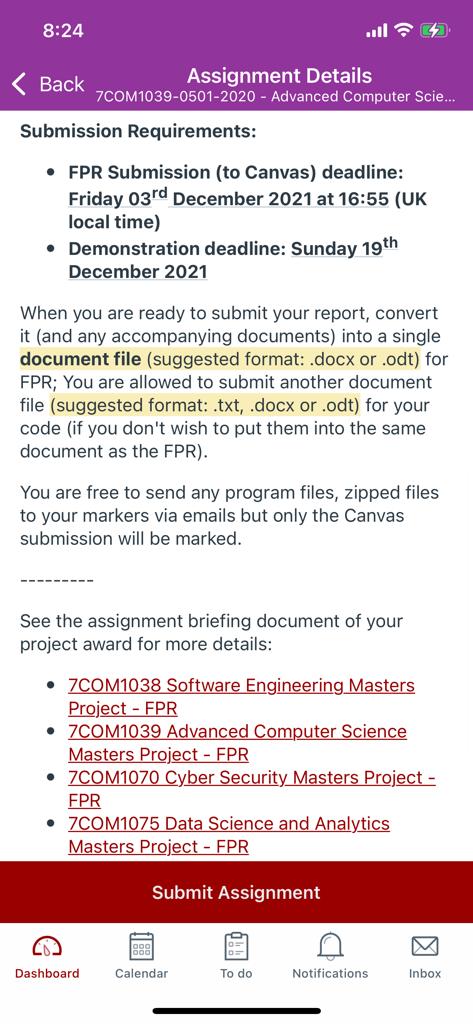 8:24
Back
Assignment Details
7COM1039-0501-2020 - Advanced Computer Scie...
Submission Requirements:
• FPR Submission (to Canvas) deadline:
Friday 03rd December 2021 at 16:55 (UK
local time)
• Demonstration deadline: Sunday 19th
December 2021
When you are ready to submit your report, convert
it (and any accompanying documents) into a single
document file (suggested format: .docx or .odt) for
FPR; You are allowed to submit another document
file (suggested format: .txt, .docx or .odt) for your
code (if you don't wish to put them into the same
document as the FPR).
You are free to send any program files, zipped files
to your markers via emails but only the Canvas
submission will be marked.
---------
See the assignment briefing document of your
project award for more details:
• 7COM1038 Software Engineering Masters
Project - FPR
• 7COM1039 Advanced Computer Science
Masters Project - FPR
• 7COM1070 Cyber Security Masters Project -
FPR
• 7COM1075 Data Science and Analytics
Masters Project - FPR
Submit Assignment
Dashboard
Calendar
To do
Notifications
Inbox